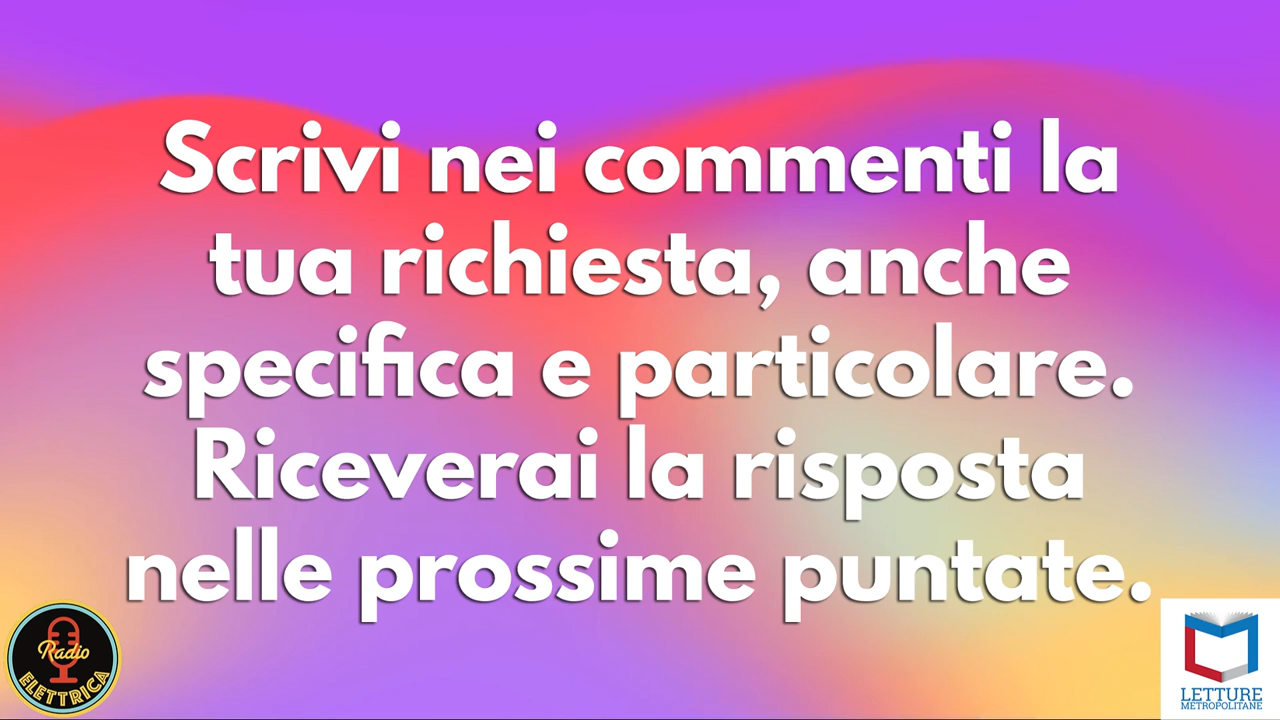 Scrivi nei commenti la
tua richiesta, anche
specifica e particolare.
Riceverai la risposta
nelle prossime puntate.
Radio
ELETTRICA
LETTURE
METROPOLITANE